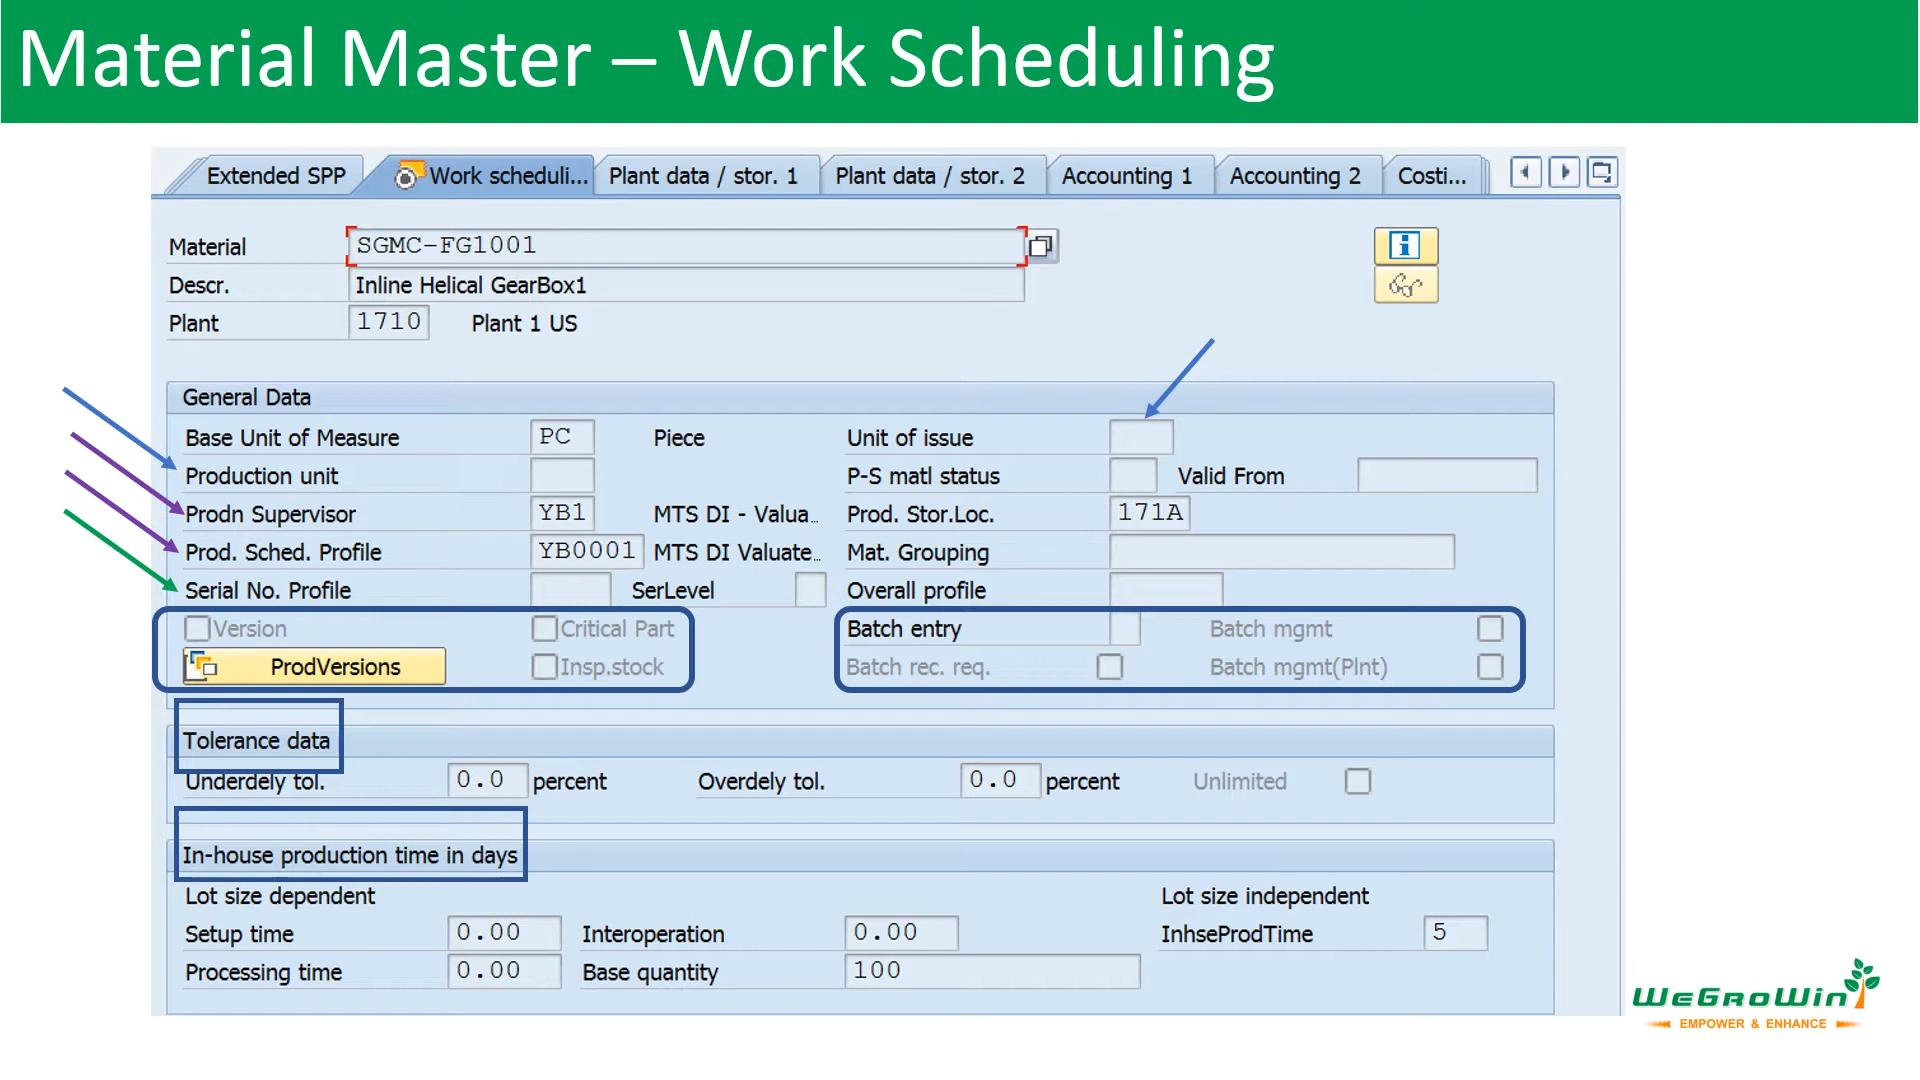 Material Master – Work Scheduling
Extended SPP Work scheduli... Plant data / stor. 1 Plant data / stor. 2 Accounting 1 Accounting 2 Costi...
Material SGMC-FG1001
Descr. Inline Helical GearBox1
Plant 1710 Plant 1 US
General Data
Base Unit of Measure PC Piece Unit of issue
Production unit P-S matl status Valid From
Prodn Supervisor YB1 MTS DI - Valua... Prod. Stor.Loc. 171A
Prod. Sched. Profile YB0001 MTS DI Valuate... Mat. Grouping
Serial No. Profile SerLevel Overall profile
Version Critical Part Batch entry Batch mgmt
ProdVersions Insp.stock Batch rec. req. Batch mgmt(Plnt)
Tolerance data
Underdely tol. 0.0 percent Overdely tol. 0.0 percent Unlimited
In-house production time in days
Lot size dependent Lot size independent
Setup time 0.00 Interoperation 0.00 InhseProdTime 5
Processing time 0.00 Base quantity 100
WeGroWin
EMPOWER & ENHANCE